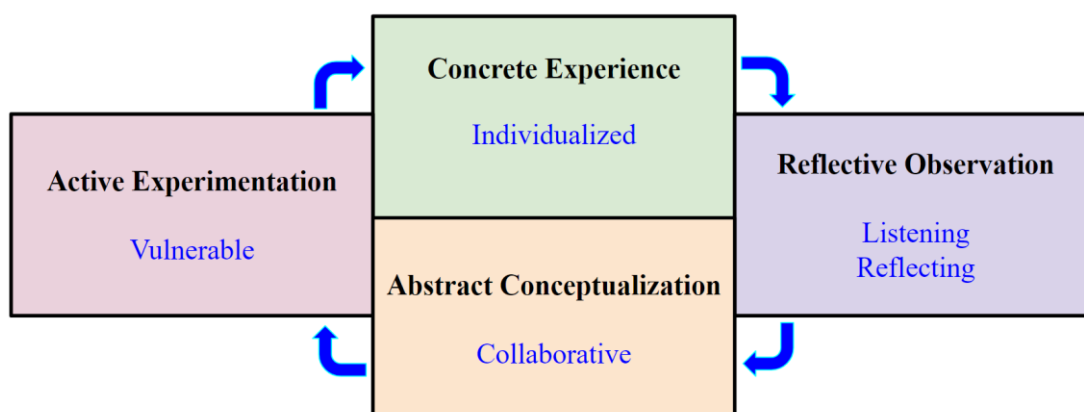 Concrete Experience
Individualized
Active Experimentation
Vulnerable
Reflective Observation
Listening
Reflecting
Abstract Conceptualization
Collaborative